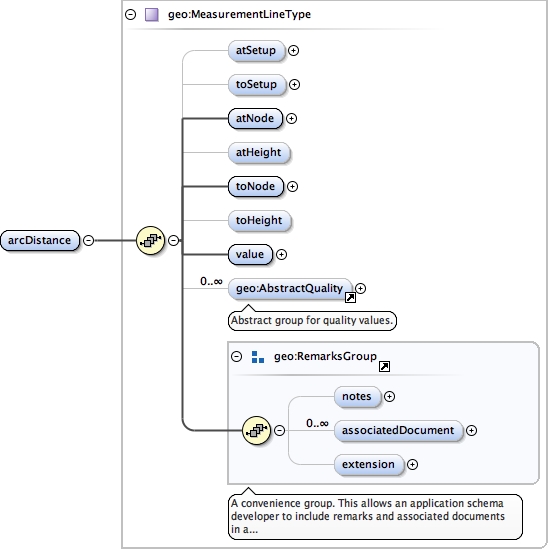 geo:MeasurementLineType
atSetup
toSetup
atNode
atHeight
toNode
toHeight
arcDistance
value
0..∞
geo:AbstractQuality
Abstract group for quality values.
geo:RemarksGroup
notes
0..∞
associatedDocument
extension
A convenience group. This allows an application schema
developer to include remarks and associated documents
in a...